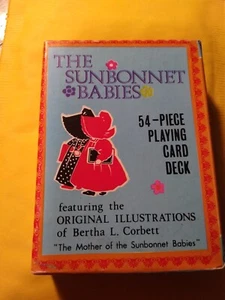 THE
SUNBONNET
BABIES
54-PIECE
PLAYING
CARD
DECK
featuring the
ORIGINAL ILLUSTRATIONS
of Bertha L. Corbett
"The Mother of the Sunbonnet Babies"